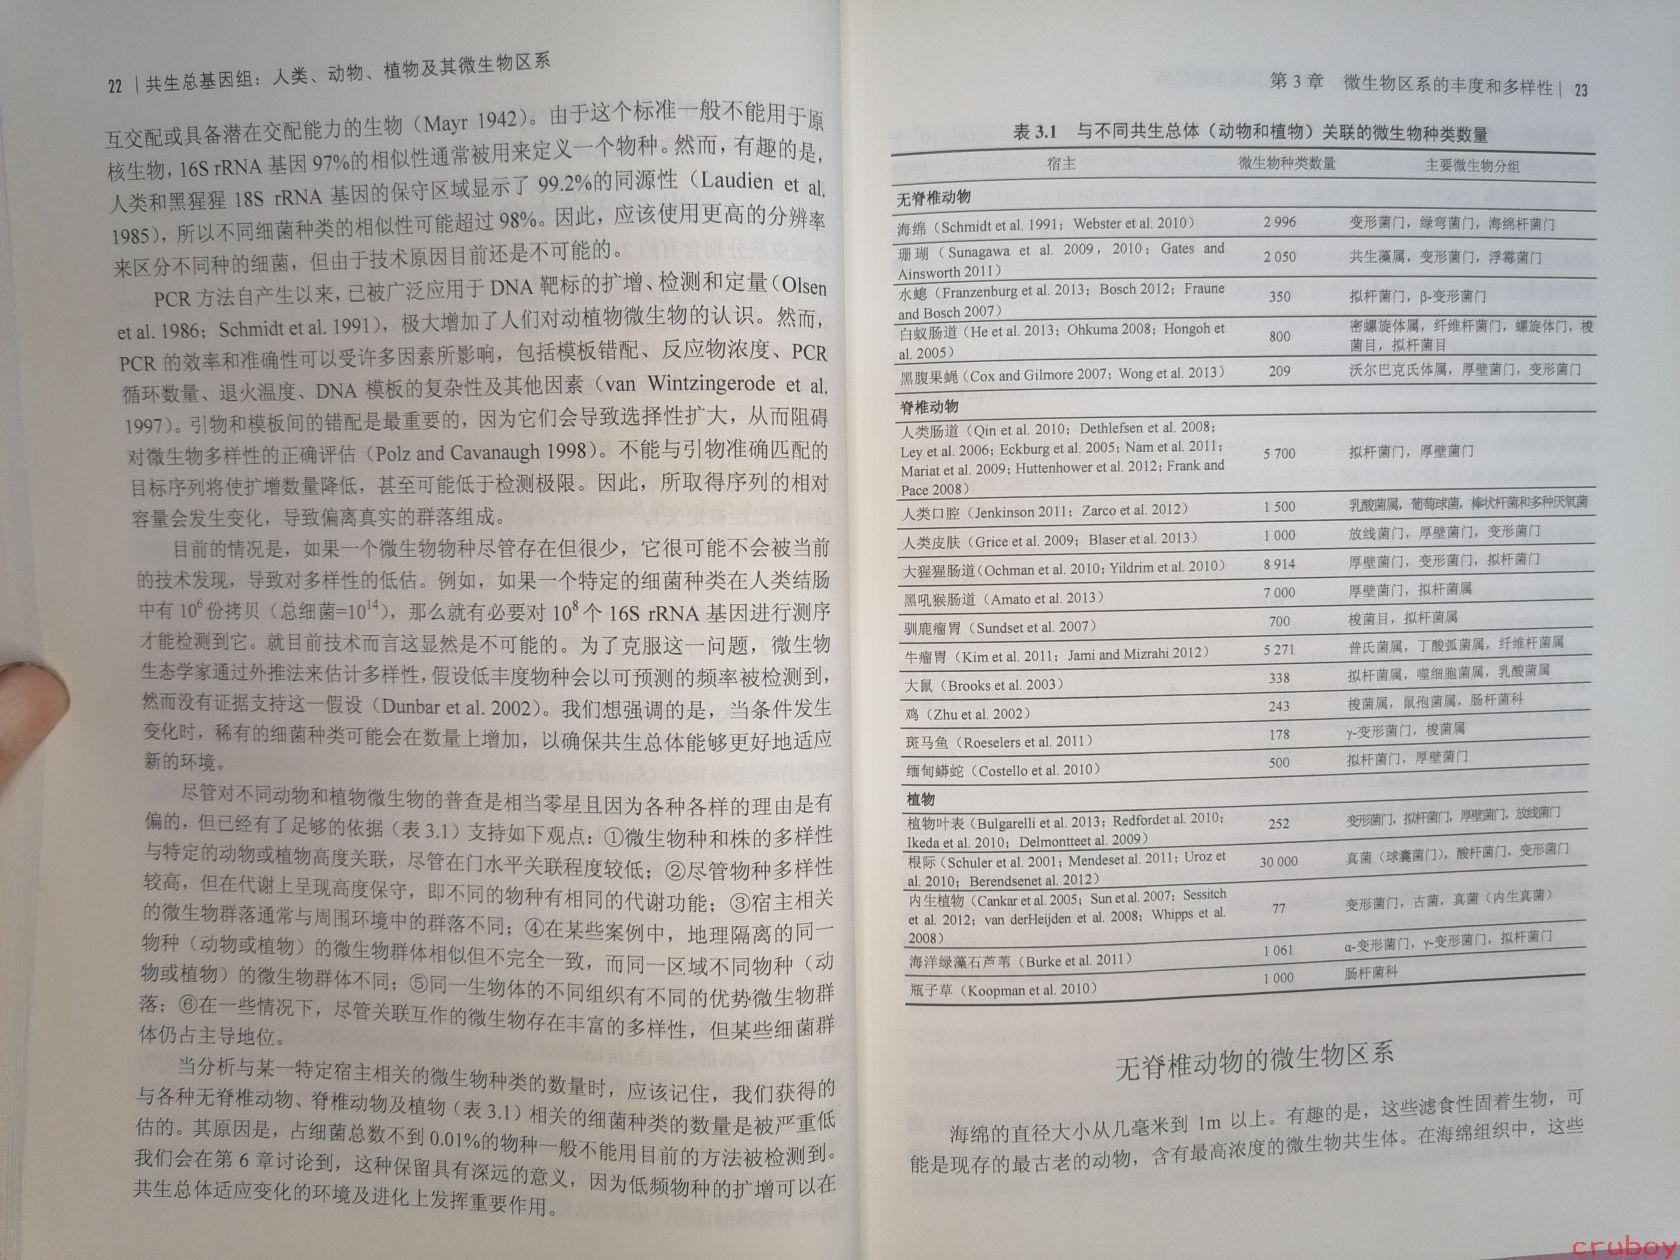 22 | 共生总基因组：人类、动物、植物及其微生物区系
互交配或具备潜在交配能力的生物（Mayr 1942）。由于这个标准一般不能用于原
核生物，16S rRNA 基因 97%的相似性通常被用来定义一个物种。然而，有趣的是，
人类和黑猩猩 18S rRNA 基因的保守区域显示了 99.2%的同源性（Laudien et al.
1985），所以不同细菌种类的相似性可能超过 98%。因此，应该使用更高的分辨率
来区分不同种的细菌，但由于技术原因目前还是不可能的。
PCR 方法自产生以来，已被广泛应用于 DNA 靶标的扩增、检测和定量（Olsen
et al. 1986；Schmidt et al. 1991），极大增加了人们对动植物微生物的认识。然而，
PCR 的效率和准确性可以受许多因素所影响，包括模板错配、反应物浓度、PCR
循环数量、退火温度、DNA 模板的复杂性及其他因素（van Wintzingerode et al.
1997）。引物和模板间的错配是最重要的，因为它们会导致选择性扩大，从而阻碍
对微生物多样性的正确评估（Polz and Cavanaugh 1998）。不能与引物准确匹配的
目标序列将使扩增数量降低，甚至可能低于检测极限。因此，所取得序列的相对
容量会发生变化，导致偏离真实的群落组成。
目前的情况是，如果一个微生物物种尽管存在但很少，它很可能不会被当前
的技术发现，导致对多样性的低估。例如，如果一个特定的细菌种类在人类结肠
中有 10⁶ 份拷贝（总细菌=10¹⁴），那么就有必要对 10⁸ 个 16S rRNA 基因进行测序
才能检测到它。就目前技术而言这显然是不可能的。为了克服这一问题，微生物
生态学家通过外推法来估计多样性，假设低丰度物种会以可预测的频率被检测到，
然而没有证据支持这一假设（Dunbar et al. 2002）。我们想强调的是，当条件发生
变化时，稀有的细菌种类可能会在数量上增加，以确保共生总体能够更好地适应
新的环境。
尽管对不同动物和植物微生物的普查是相当零星且因为各种各样的理由是有
偏的，但已经有了足够的依据（表 3.1）支持如下观点：①微生物种和株的多样性
与特定的动物或植物高度关联，尽管在门水平关联程度较低；②尽管物种多样性
较高，但在代谢上呈现高度保守，即不同的物种有相同的代谢功能；③宿主相关
的微生物群落通常与周围环境中的群落不同；④在某些案例中，地理隔离的同一
物种（动物或植物）的微生物群体相似但不完全一致，而同一区域不同物种（动
物或植物）的微生物群体不同；⑤同一生物体的不同组织有不同的优势微生物群
落；⑥在一些情况下，尽管关联互作的微生物存在丰富的多样性，但某些细菌群
体仍占主导地位。
当分析与某一特定宿主相关的微生物种类的数量时，应该记住，我们获得的
与各种无脊椎动物、脊椎动物及植物（表 3.1）相关的细菌种类的数量是被严重低
估的。其原因是，占细菌总数不到 0.01%的物种一般不能用目前的方法被检测到。
我们会在第 6 章讨论到，这种保留具有深远的意义，因为低频物种的扩增可以在
共生总体适应变化的环境及进化上发挥重要作用。
第 3 章 微生物区系的丰度和多样性 | 23
表 3.1 与不同共生总体（动物和植物）关联的微生物种类数量
宿主 微生物种类数量 主要微生物分组
无脊椎动物
海绵（Schmidt et al. 1991；Webster et al. 2010） 2 996 变形菌门，绿弯菌门，海绵杆菌门
珊瑚（Sunagawa et al. 2009，2010；Gates and
Ainsworth 2011） 2 050 共生藻属，变形菌门，浮霉菌门
水螅（Franzenburg et al. 2013；Bosch 2012；Fraune
and Bosch 2007） 350 拟杆菌门，β-变形菌门
白蚁肠道（He et al. 2013；Ohkuma 2008；Hongoh et
al. 2005） 800 密螺旋体属，纤维杆菌门，螺旋体门，梭
菌目，拟杆菌目
黑腹果蝇（Cox and Gilmore 2007；Wong et al. 2013） 209 沃尔巴克氏体属，厚壁菌门，变形菌门
脊椎动物
人类肠道（Qin et al. 2010；Dethlefsen et al. 2008；
Ley et al. 2006；Eckburg et al. 2005；Nam et al. 2011；
Mariat et al. 2009；Huttenhower et al. 2012；Frank and
Pace 2008） 5 700 拟杆菌门，厚壁菌门
人类口腔（Jenkinson 2011；Zarco et al. 2012） 1 500 乳酸菌属，葡萄球菌，棒状杆菌和多种厌氧菌
人类皮肤（Grice et al. 2009；Blaser et al. 2013） 1 000 放线菌门，厚壁菌门，变形菌门
大猩猩肠道（Ochman et al. 2010；Yildrim et al. 2010） 8 914 厚壁菌门，变形菌门，拟杆菌门
黑吼猴肠道（Amato et al. 2013） 7 000 厚壁菌门，拟杆菌属
驯鹿瘤胃（Sundset et al. 2007） 700 梭菌目，拟杆菌属
牛瘤胃（Kim et al. 2011；Jami and Mizrahi 2012） 5 271 普氏菌属，丁酸弧菌属，纤维杆菌属
大鼠（Brooks et al. 2003） 338 拟杆菌属，噬细胞菌属，乳酸菌属
鸡（Zhu et al. 2002） 243 梭菌属，鼠孢菌属，肠杆菌科
斑马鱼（Roeselers et al. 2011） 178 γ-变形菌门，梭菌属
缅甸蟒蛇（Costello et al. 2010） 500 拟杆菌门，厚壁菌门
植物
植物叶表（Bulgarelli et al. 2013；Redfordet al. 2010；
Ikeda et al. 2010；Delmontteet al. 2009） 252 变形菌门，拟杆菌门，厚壁菌门，放线菌门
根际（Schuler et al. 2001；Mendeset al. 2011；Uroz et
al. 2010；Berendsenet al. 2012） 30 000 真菌（球囊菌门），酸杆菌门，变形菌门
内生植物（Cankar et al. 2005；Sun et al. 2007；Sessitch
et al. 2012；van derHeijden et al. 2008；Whipps et al.
2008） 77 变形菌门，古菌，真菌（内生真菌）
海洋绿藻石芦苇（Burke et al. 2011） 1 061 α-变形菌门，γ-变形菌门，拟杆菌门
瓶子草（Koopman et al. 2010） 1 000 肠杆菌科
无脊椎动物的微生物区系
海绵的直径大小从几毫米到 1m 以上。有趣的是，这些滤食性固着生物，可
能是现存的最古老的动物，含有最高浓度的微生物共生体。在海绵组织中，这些
cruboy